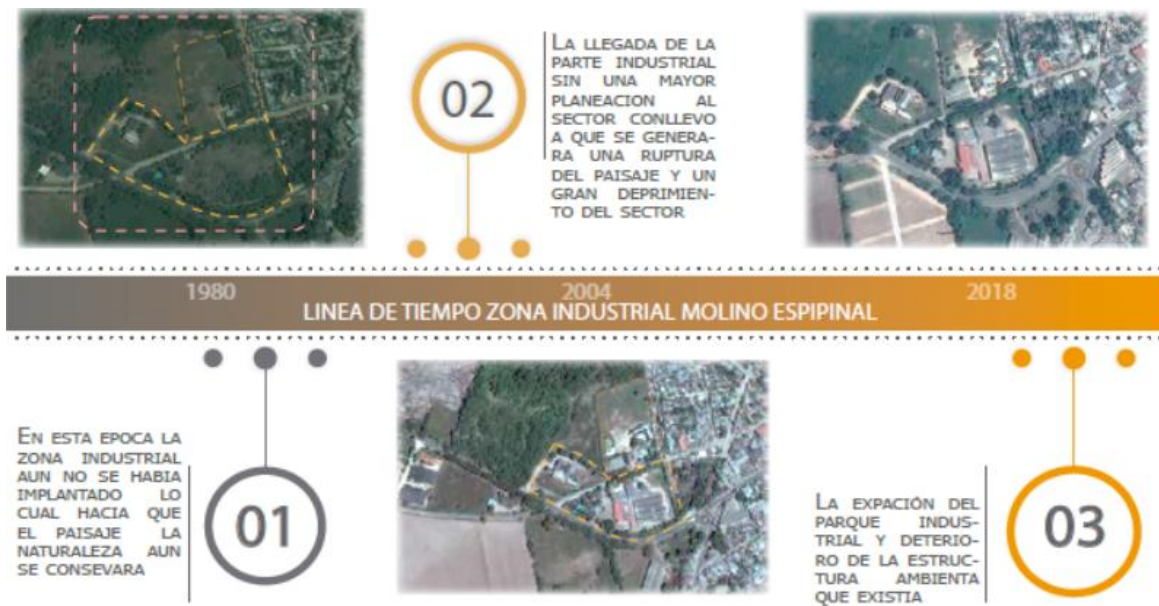 02
LA LLEGADA DE LA
PARTE INDUSTRIAL
SIN UNA MAYOR
PLANEACION AL
SECTOR CONLLEVO
A QUE SE GENERA-
RA UNA RUPTURA
DEL PAISAJE Y UN
GRAN DEPRIMIEN-
TO DEL SECTOR
1980
2004
2018
LINEA DE TIEMPO ZONA INDUSTRIAL MOLINO ESPIPINAL
EN ESTA EPOCA LA
ZONA INDUSTRIAL
AUN NO SE HABIA
IMPLANTADO LO
CUAL HACIA QUE
EL PAISAJE LA
NATURALEZA AUN
SE CONSEVARA
01
LA EXPACIÓN DEL
PARQUE INDUS-
TRIAL Y DETERIO-
RO DE LA ESTRUC-
TURA AMBIENTA
QUE EXISTIA
03